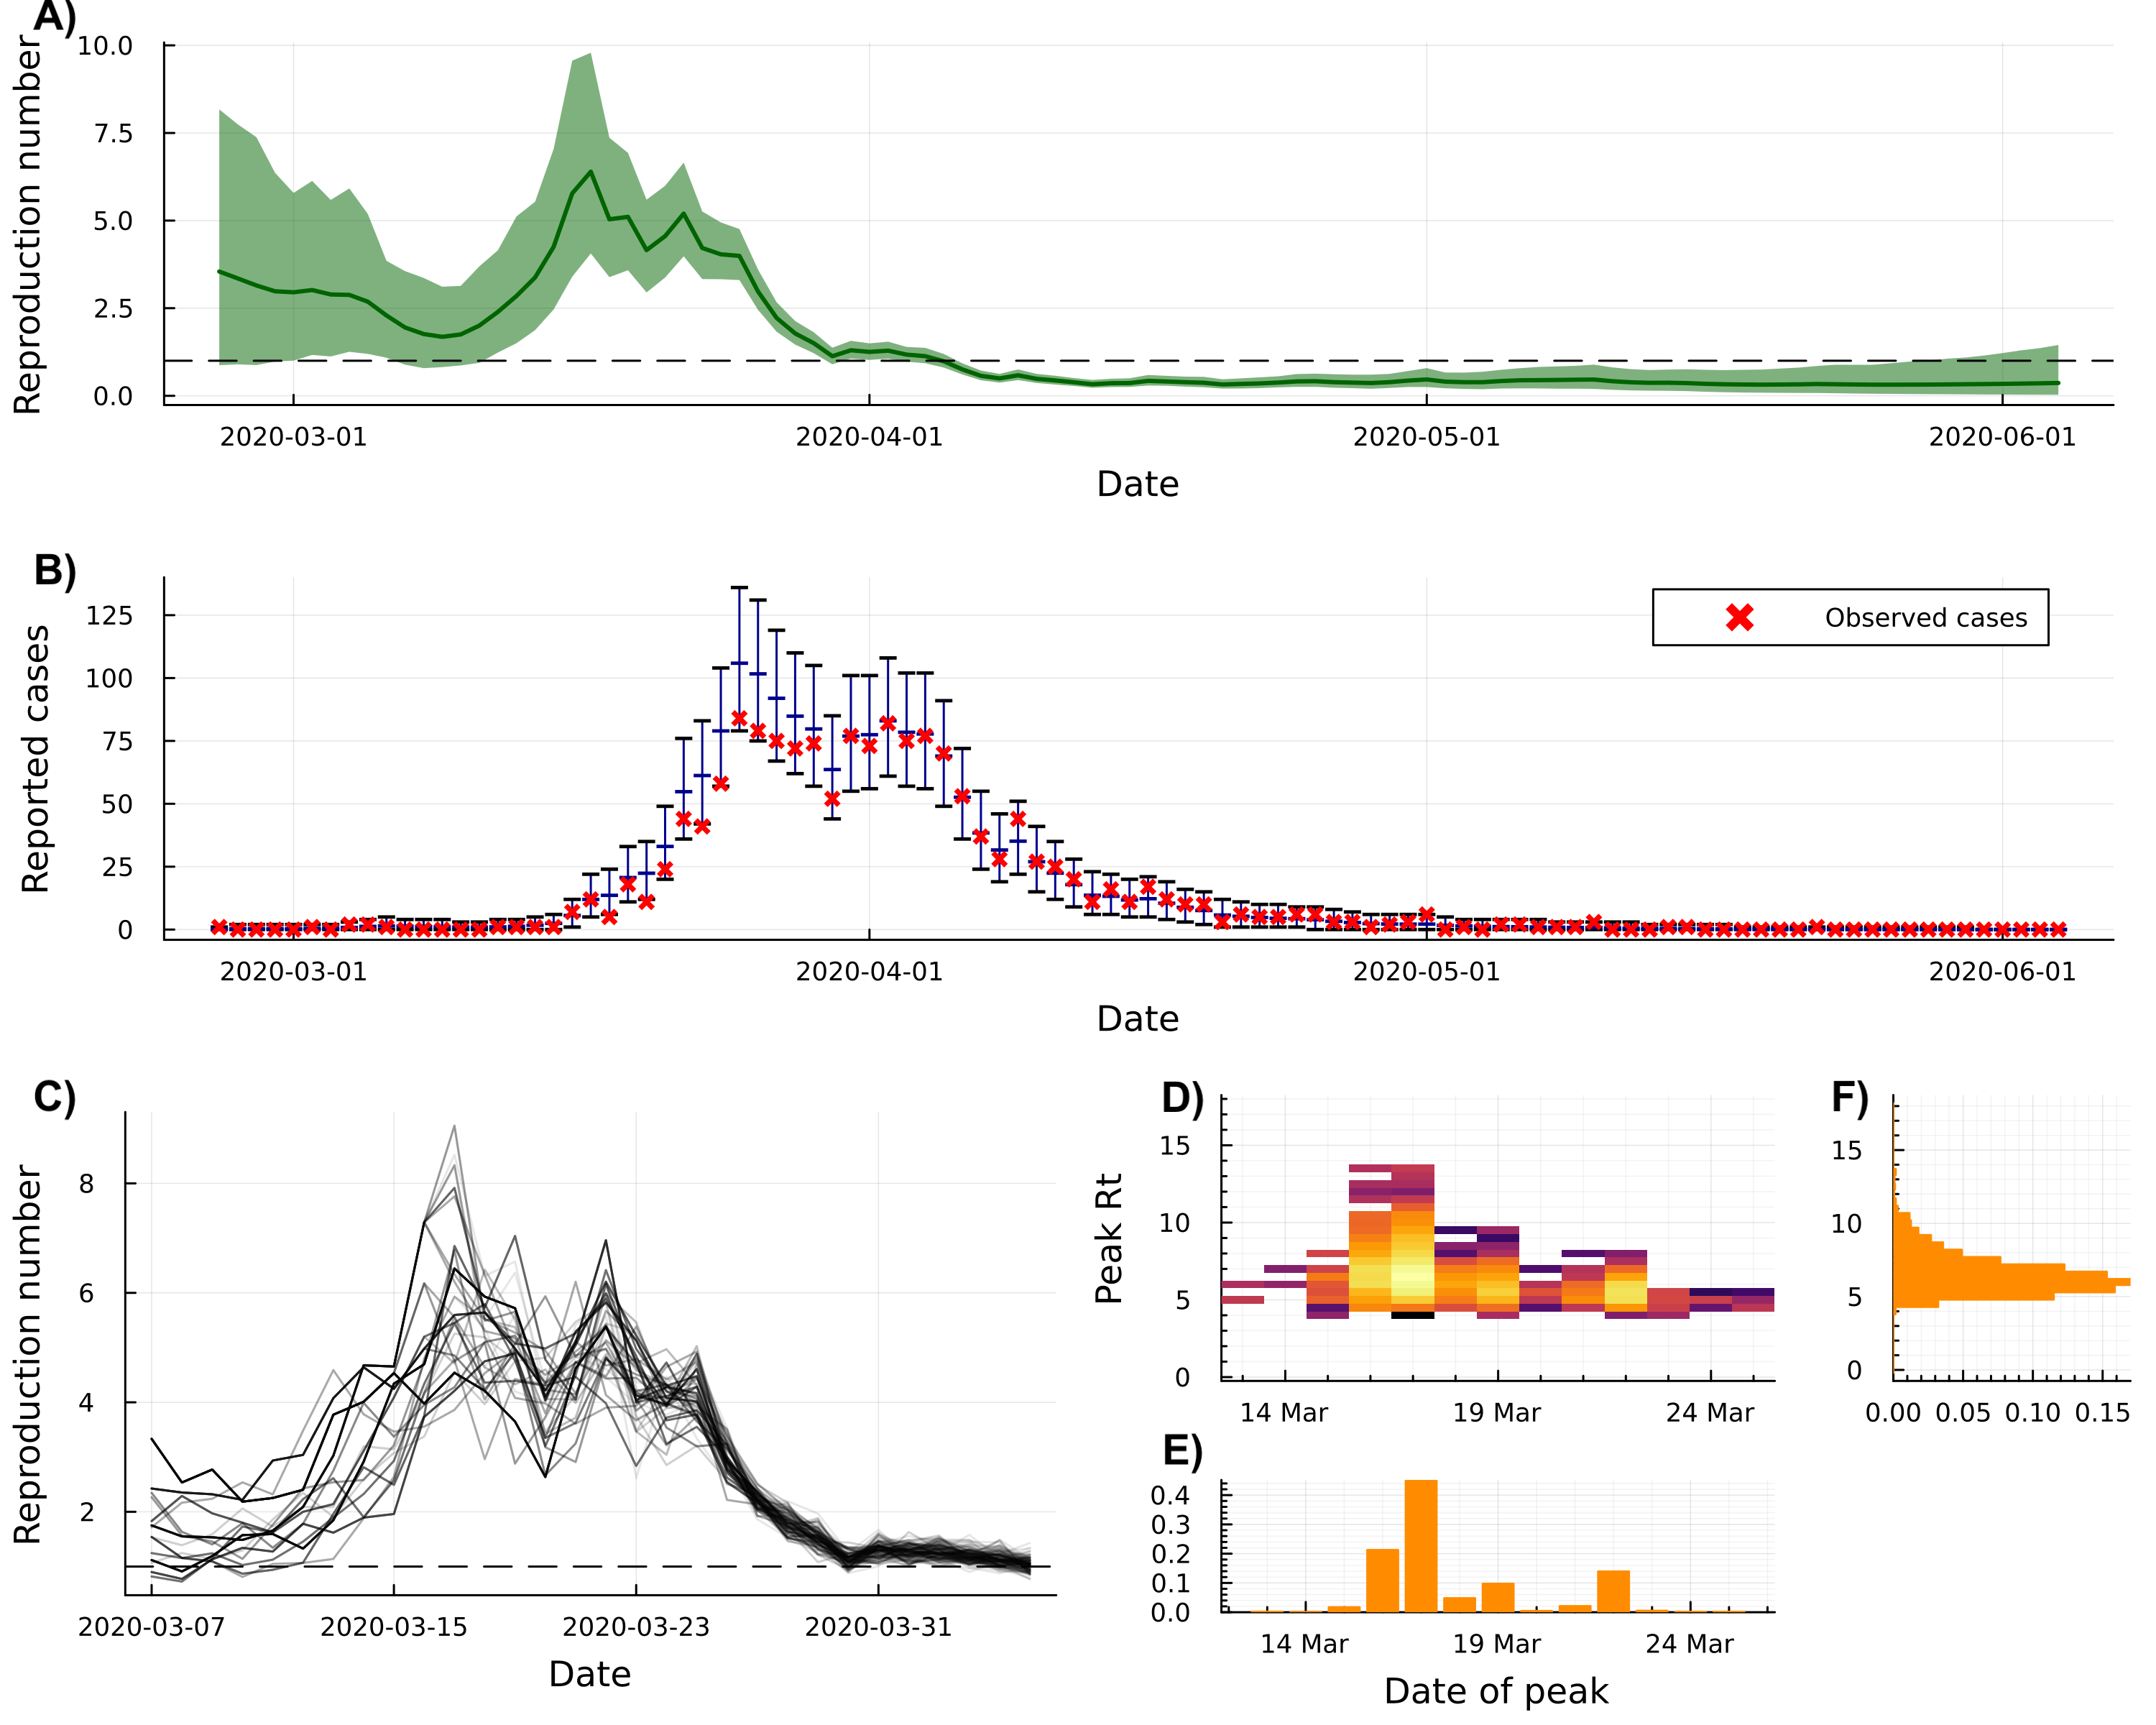 A)
Reproduction number
10.0
7.5
5.0
2.5
0.0
2020-03-01 2020-04-01 2020-05-01 2020-06-01
Date
B)
Reported cases
125
100
75
50
25
0
Observed cases
2020-03-01 2020-04-01 2020-05-01 2020-06-01
Date
C)
Reproduction number
8
6
4
2
2020-03-07 2020-03-15 2020-03-23 2020-03-31
Date
D)
Peak Rt
15
10
5
0
14 Mar 19 Mar 24 Mar
F)
15
10
5
0
0.00 0.05 0.10 0.15
E)
0.4
0.3
0.2
0.1
0.0
14 Mar 19 Mar 24 Mar
Date of peak